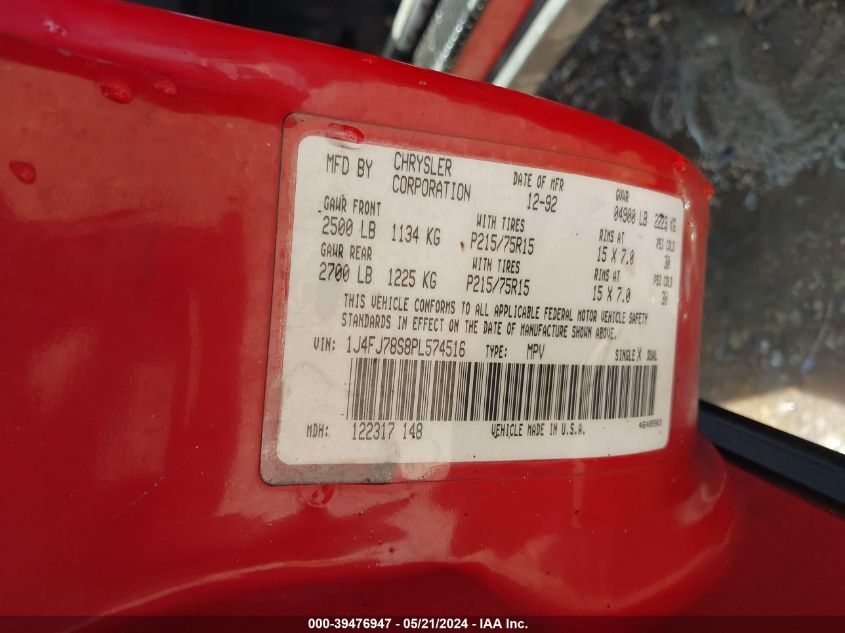 MFD BY CHRYSLER CORPORATION DATE OF MFR 12-92 GVWR 04900 LB 2223 KG
GAWR FRONT WITH TIRES RIMS AT PSI COLD
2500 LB 1134 KG P215/75R15 15 X 7.0 30
GAWR REAR WITH TIRES RIMS AT PSI COLD
2700 LB 1225 KG P215/75R15 15 X 7.0 30
THIS VEHICLE CONFORMS TO ALL APPLICABLE FEDERAL MOTOR VEHICLE SAFETY
STANDARDS IN EFFECT ON THE DATE OF MANUFACTURE SHOWN ABOVE.
VIN: 1J4FJ78S8PL574516 TYPE: MPV SINGLE X DUAL
MDH: 122317 148 VEHICLE MADE IN U.S.A. 4648503
000-39476947 - 05/21/2024 - IAA Inc.